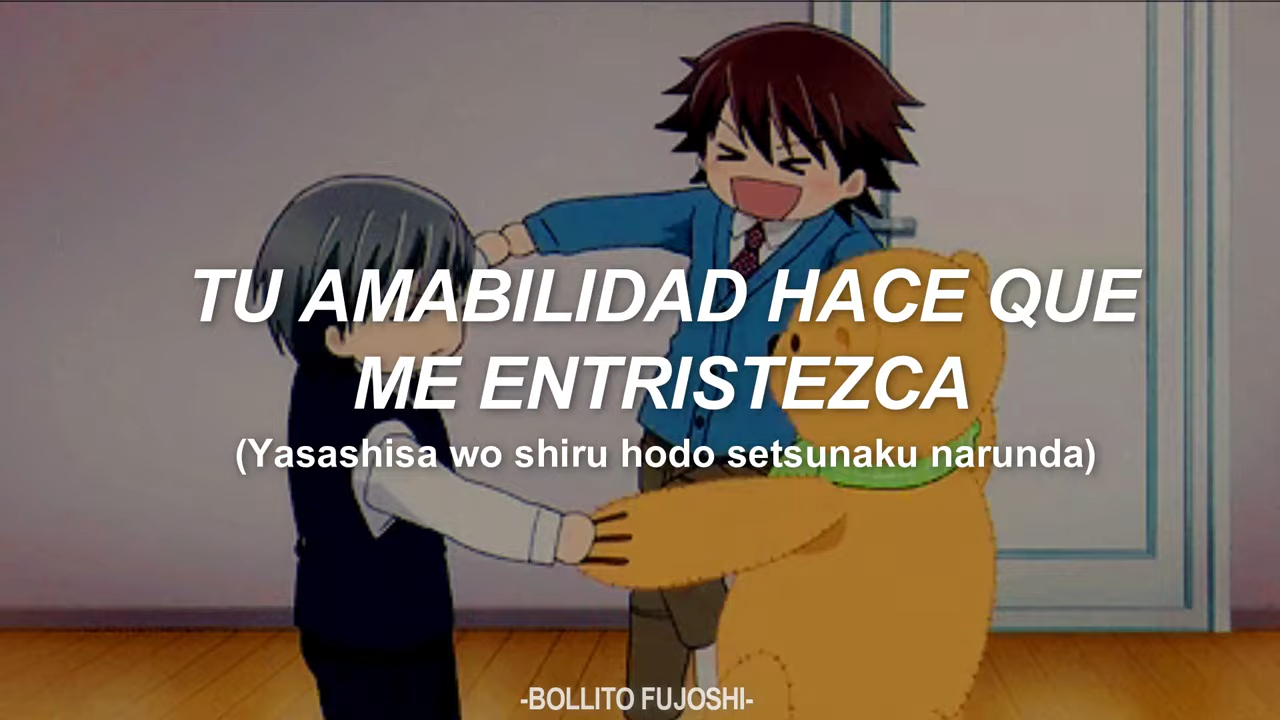 TU AMABILIDAD HACE QUE
ME ENTRISTEZCA
(Yasashisa wo shiru hodo setsunaku narunda)
-BOLLITO FUJOSHI-